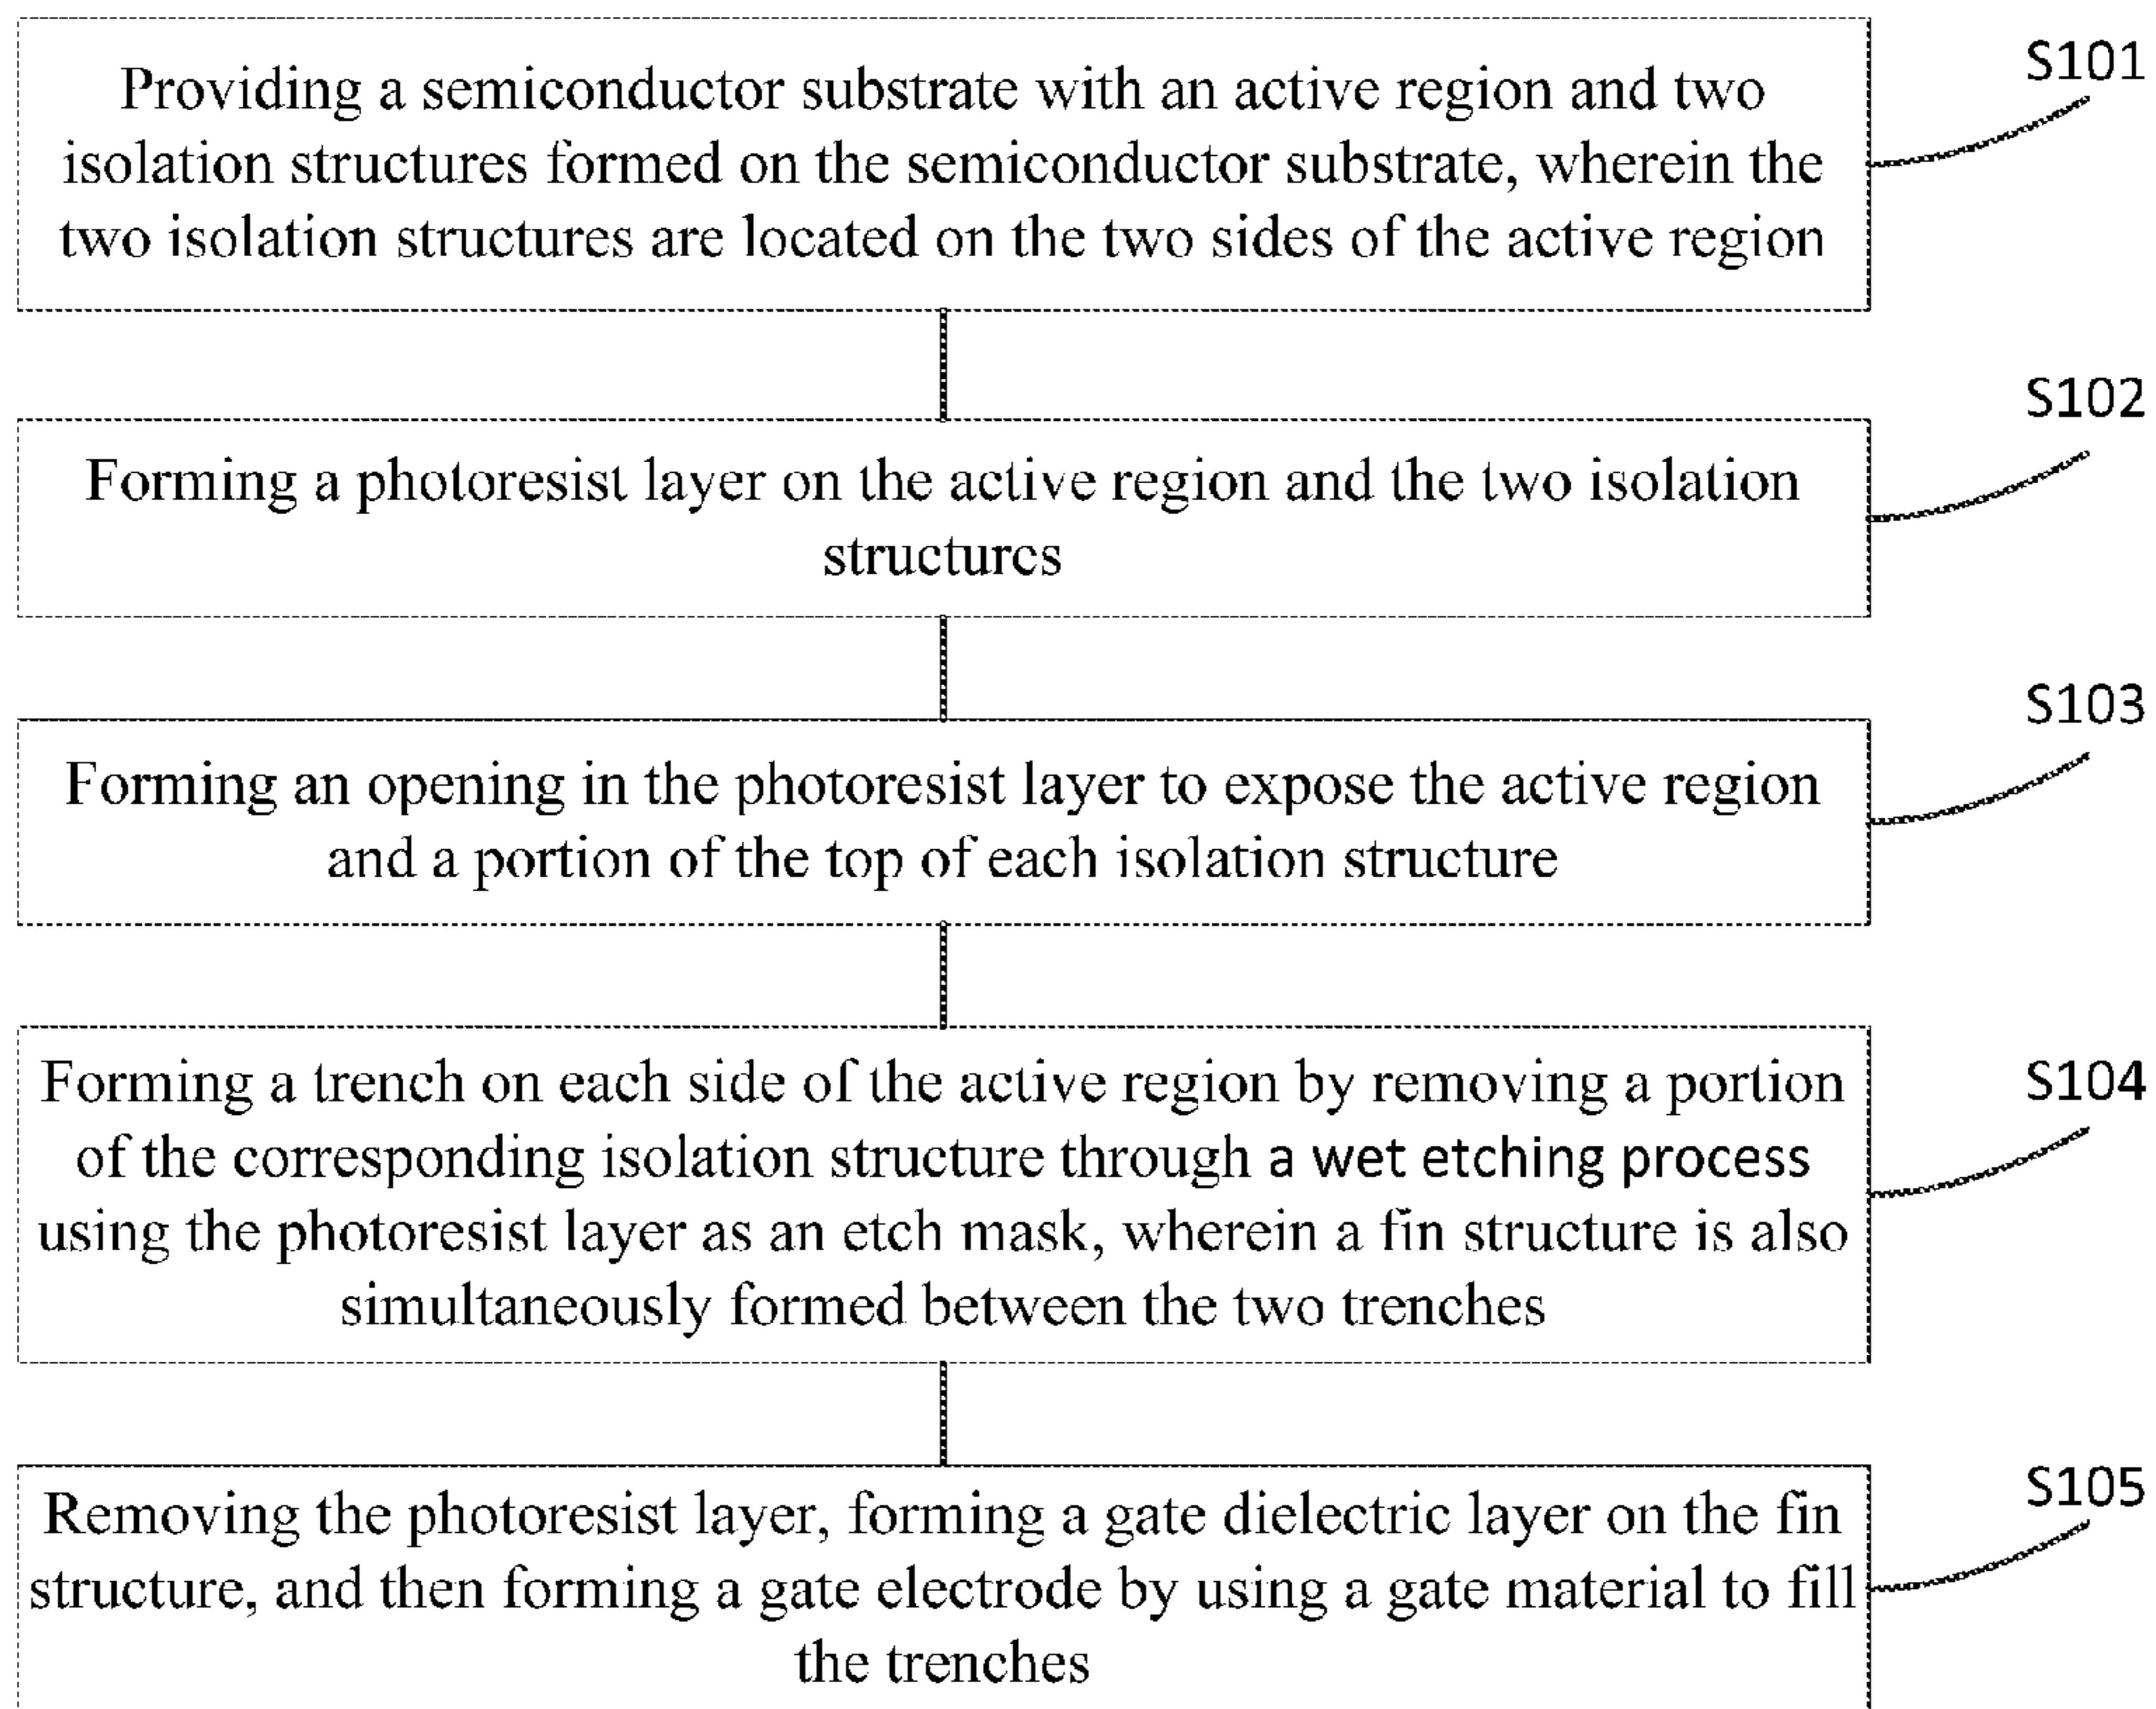 S101
Providing a semiconductor substrate with an active region and two
isolation structures formed on the semiconductor substrate, wherein the
two isolation structures are located on the two sides of the active region
S102
Forming a photoresist layer on the active region and the two isolation
structures
S103
Forming an opening in the photoresist layer to expose the active region
and a portion of the top of each isolation structure
S104
Forming a trench on each side of the active region by removing a portion
of the corresponding isolation structure through a wet etching process
using the photoresist layer as an etch mask, wherein a fin structure is also
simultaneously formed between the two trenches
S105
Removing the photoresist layer, forming a gate dielectric layer on the fin
structure, and then forming a gate electrode by using a gate material to fill
the trenches